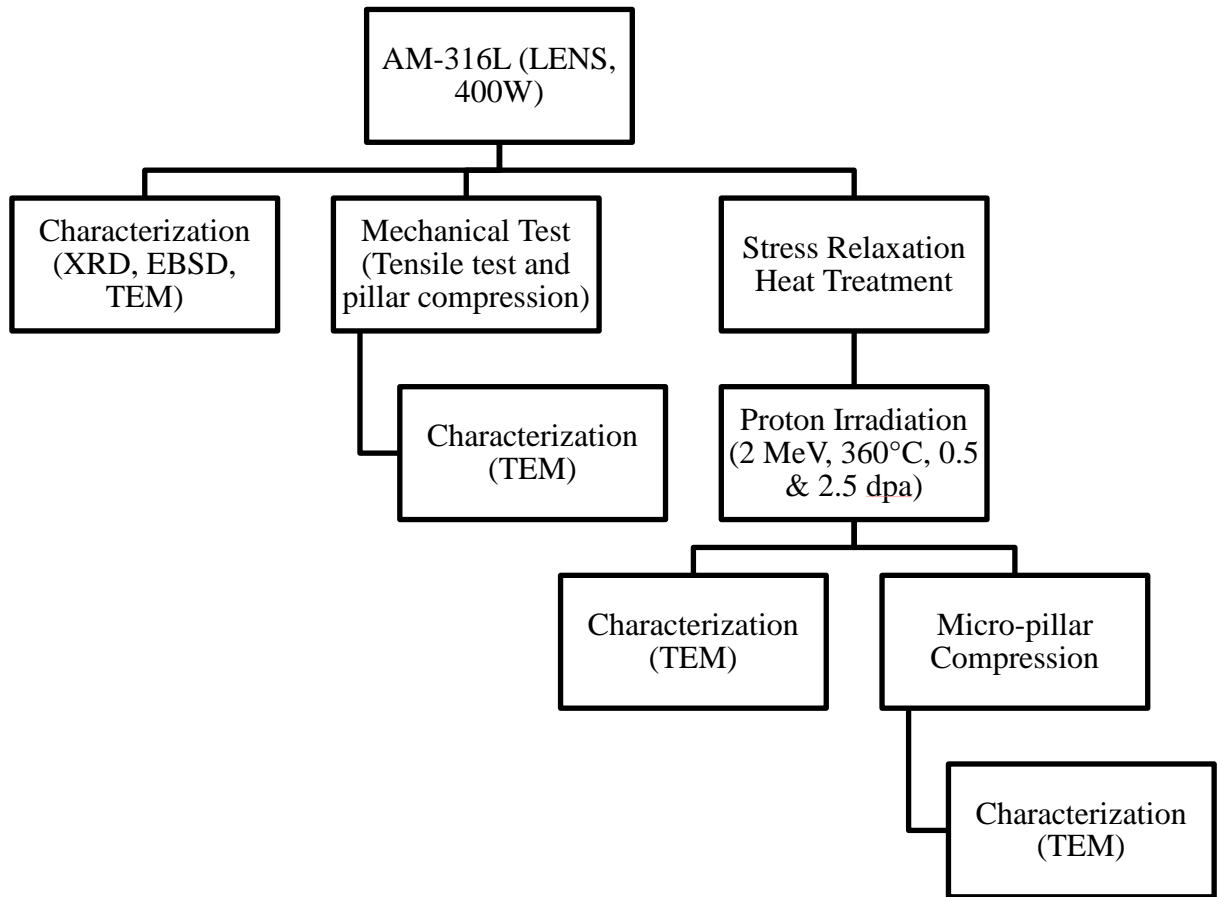 AM-316L (LENS,
400W)
Characterization
(XRD, EBSD,
TEM)
Mechanical Test
(Tensile test and
pillar compression)
Stress Relaxation
Heat Treatment
Characterization
(TEM)
Proton Irradiation
(2 MeV, 360°C, 0.5
& 2.5 dpa)
Characterization
(TEM)
Micro-pillar
Compression
Characterization
(TEM)